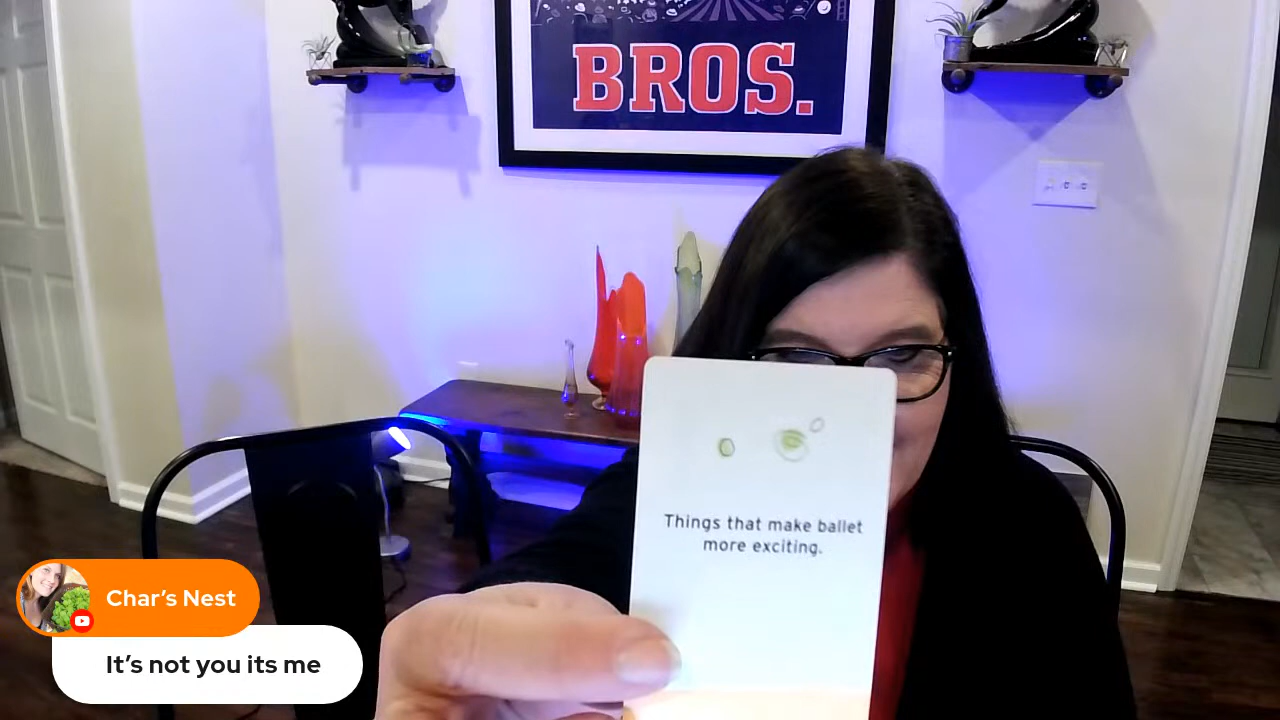 BROS.
Things that make ballet
more exciting.
Char's Nest
It's not you its me